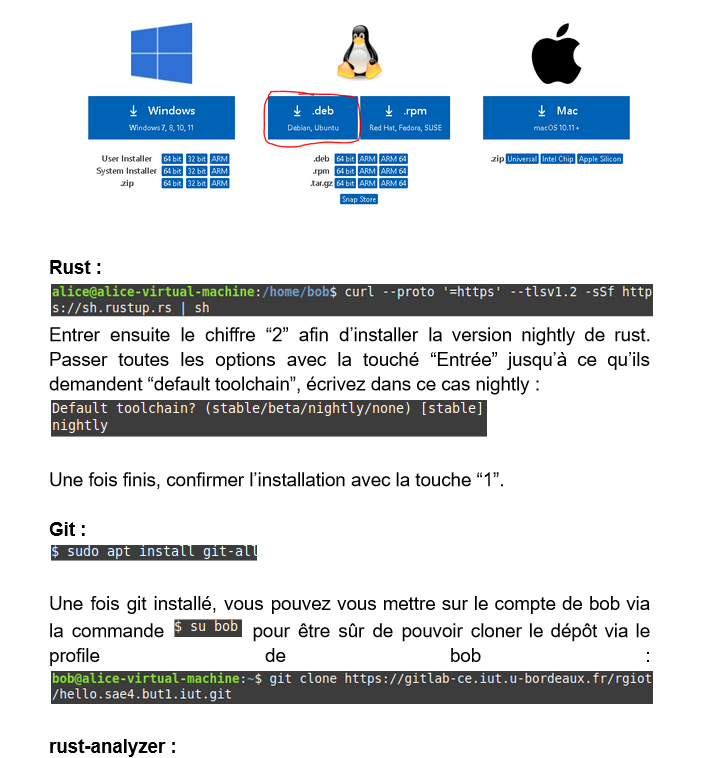 Windows
Windows 7, 8, 10, 11
.deb
Debian, Ubuntu
.rpm
Red Hat, Fedora, SUSE
Mac
macOS 10.11+
User Installer 64 bit 32 bit ARM
System Installer 64 bit 32 bit ARM
.zip 64 bit 32 bit ARM
.deb 64 bit ARM ARM 64
.rpm 64 bit ARM ARM 64
.tar.gz 64 bit ARM ARM 64
Snap Store
.zip Universal Intel Chip Apple Silicon
Rust :
alice@alice-virtual-machine:/home/bob$ curl --proto '=https' --tlsv1.2 -sSf http
s://sh.rustup.rs | sh
Entrer ensuite le chiffre “2” afin d’installer la version nightly de rust.
Passer toutes les options avec la touché “Entrée” jusqu’à ce qu’ils
demandent “default toolchain”, écrivez dans ce cas nightly :
Default toolchain? (stable/beta/nightly/none) [stable]
nightly
Une fois finis, confirmer l’installation avec la touche “1”.
Git :
$ sudo apt install git-all
Une fois git installé, vous pouvez vous mettre sur le compte de bob via
la commande $ su bob pour être sûr de pouvoir cloner le dépôt via le
profile de bob :
bob@alice-virtual-machine:~$ git clone https://gitlab-ce.iut.u-bordeaux.fr/rgiot
/hello.sae4.but1.iut.git
rust-analyzer :